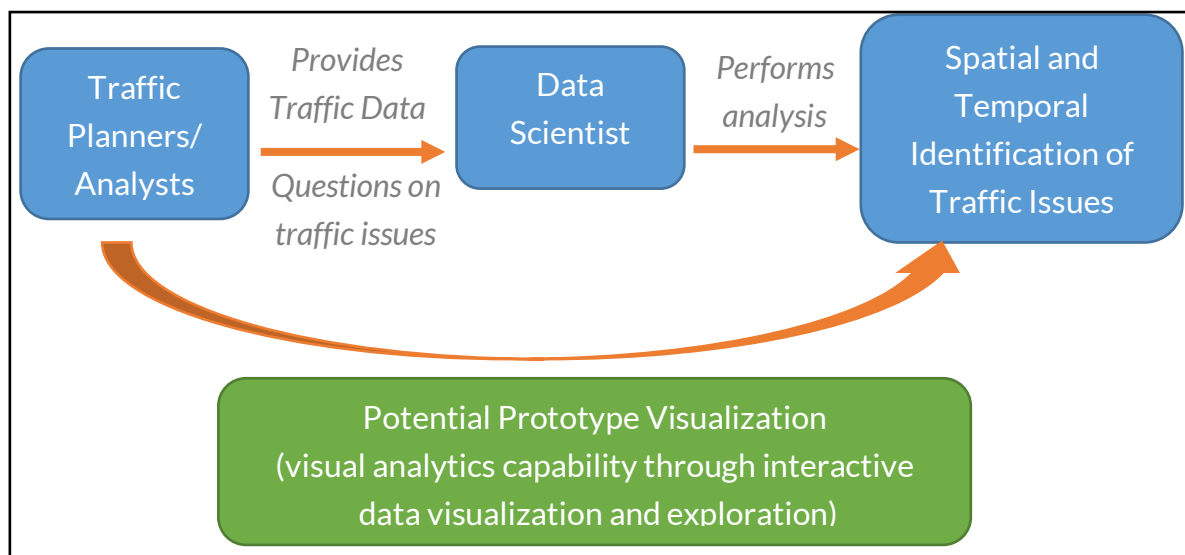 Traffic
Planners/
Analysts
Provides
Traffic Data
Questions on
traffic issues
Data
Scientist
Performs
analysis
Spatial and
Temporal
Identification of
Traffic Issues
Potential Prototype Visualization
(visual analytics capability through interactive
data visualization and exploration)